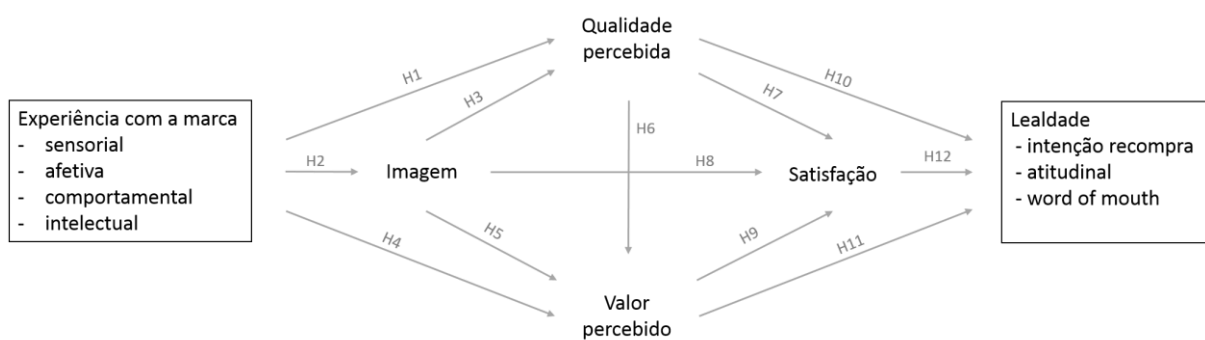 Qualidade
percebida
H1
H3
H10
H7
Experiência com a marca
- sensorial
- afetiva
- comportamental
- intelectual
H2
Imagem
H6
H8
Satisfação
H12
Lealdade
- intenção recompra
- atitudinal
- word of mouth
H4
H5
H9
H11
Valor
percebido